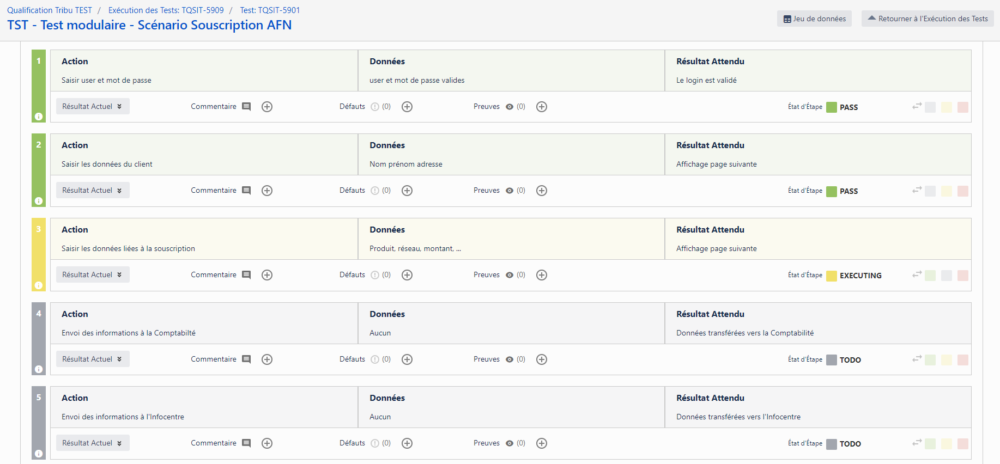 Qualification Tribu TEST / Exécution des Tests: TQSIT-5909 / Test: TQSIT-5901
TST - Test modulaire - Scénario Souscription AFN
Jeu de données
Retourner à l'Exécution des Tests
1
Action
Données
Résultat Attendu
Saisir user et mot de passe
user et mot de passe valides
Le login est validé
Résultat Actuel
Commentaire
Défauts (0)
Preuves (0)
État d'Étape PASS
2
Action
Données
Résultat Attendu
Saisir les données du client
Nom prénom adresse
Affichage page suivante
Résultat Actuel
Commentaire
Défauts (0)
Preuves (0)
État d'Étape PASS
3
Action
Données
Résultat Attendu
Saisir les données liées à la souscription
Produit, réseau, montant, ...
Affichage page suivante
Résultat Actuel
Commentaire
Défauts (0)
Preuves (0)
État d'Étape EXECUTING
4
Action
Données
Résultat Attendu
Envoi des informations à la Comptabilté
Aucun
Données transférées vers la Comptabilité
Résultat Actuel
Commentaire
Défauts (0)
Preuves (0)
État d'Étape TODO
5
Action
Données
Résultat Attendu
Envoi des informations à l'Infocentre
Aucun
Données transférées vers l'Infocentre
Résultat Actuel
Commentaire
Défauts (0)
Preuves (0)
État d'Étape TODO